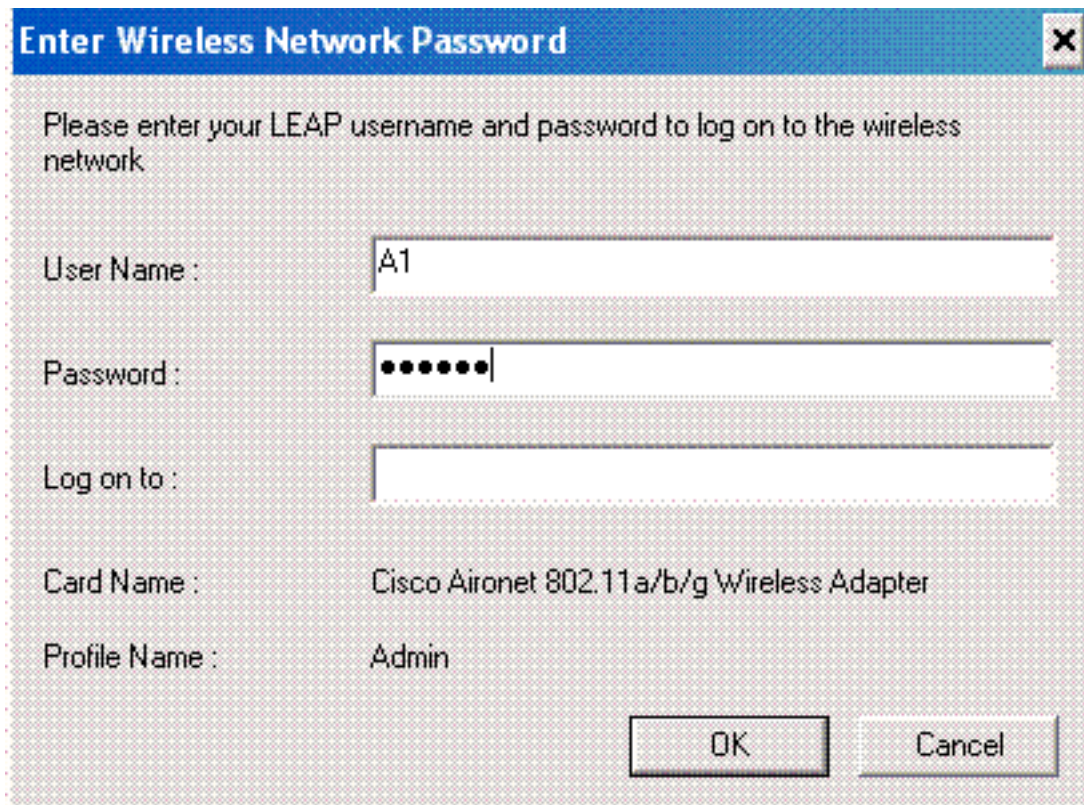 Enter Wireless Network Password
Please enter your LEAP username and password to log on to the wireless
network
User Name : A1
Password : ●●●●●●
Log on to :
Card Name : Cisco Aironet 802.11a/b/g Wireless Adapter
Profile Name : Admin
OK Cancel